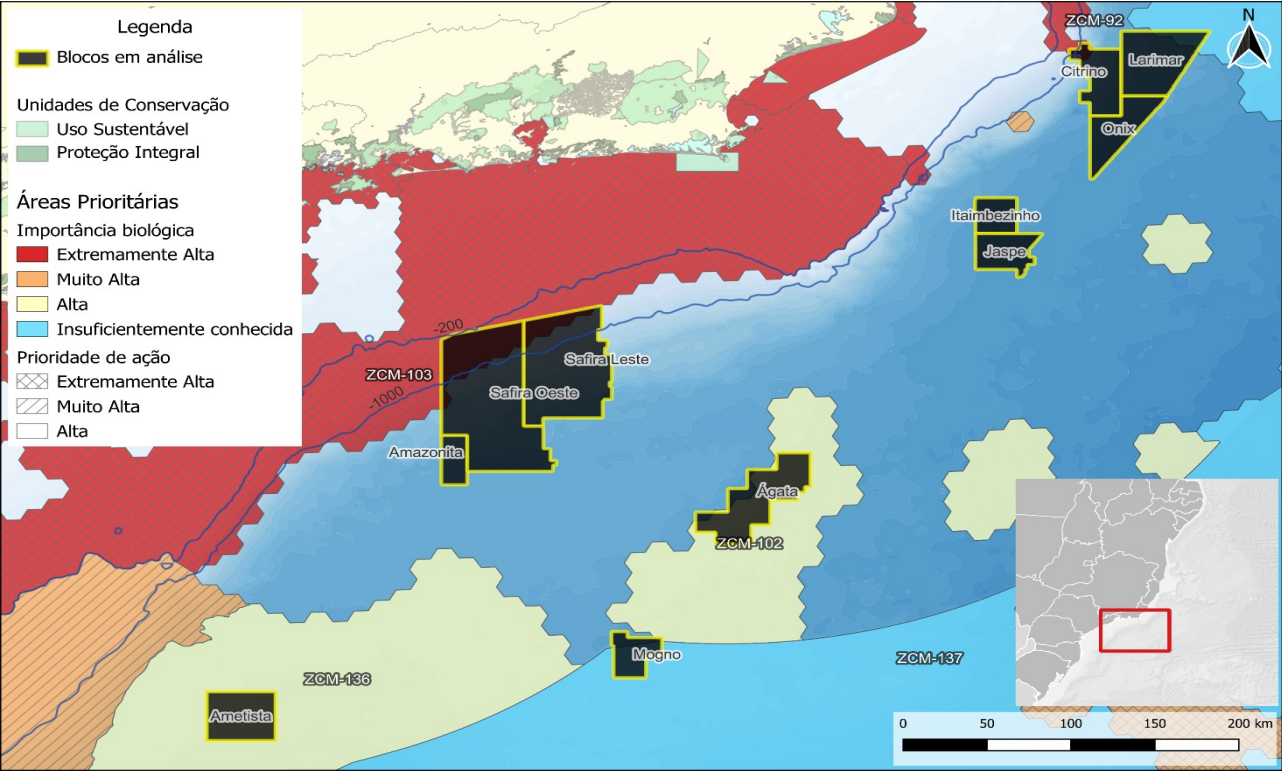 Legenda
Blocos em análise
Unidades de Conservação
Uso Sustentável
Proteção Integral
Áreas Prioritárias
Importância biológica
Extremamente Alta
Muito Alta
Alta
Insuficientemente conhecida
Prioridade de ação
Extremamente Alta
Muito Alta
Alta
ZCM-92
N
Citrino
Larimar
Onix
Itaimbezinho
Jaspe
-200
ZCM-103
-1000
Safira Leste
Safira Oeste
Amazonita
Ágata
ZCM-102
Mogno
ZCM-137
ZCM-136
Ametista
0 50 100 150 200 km